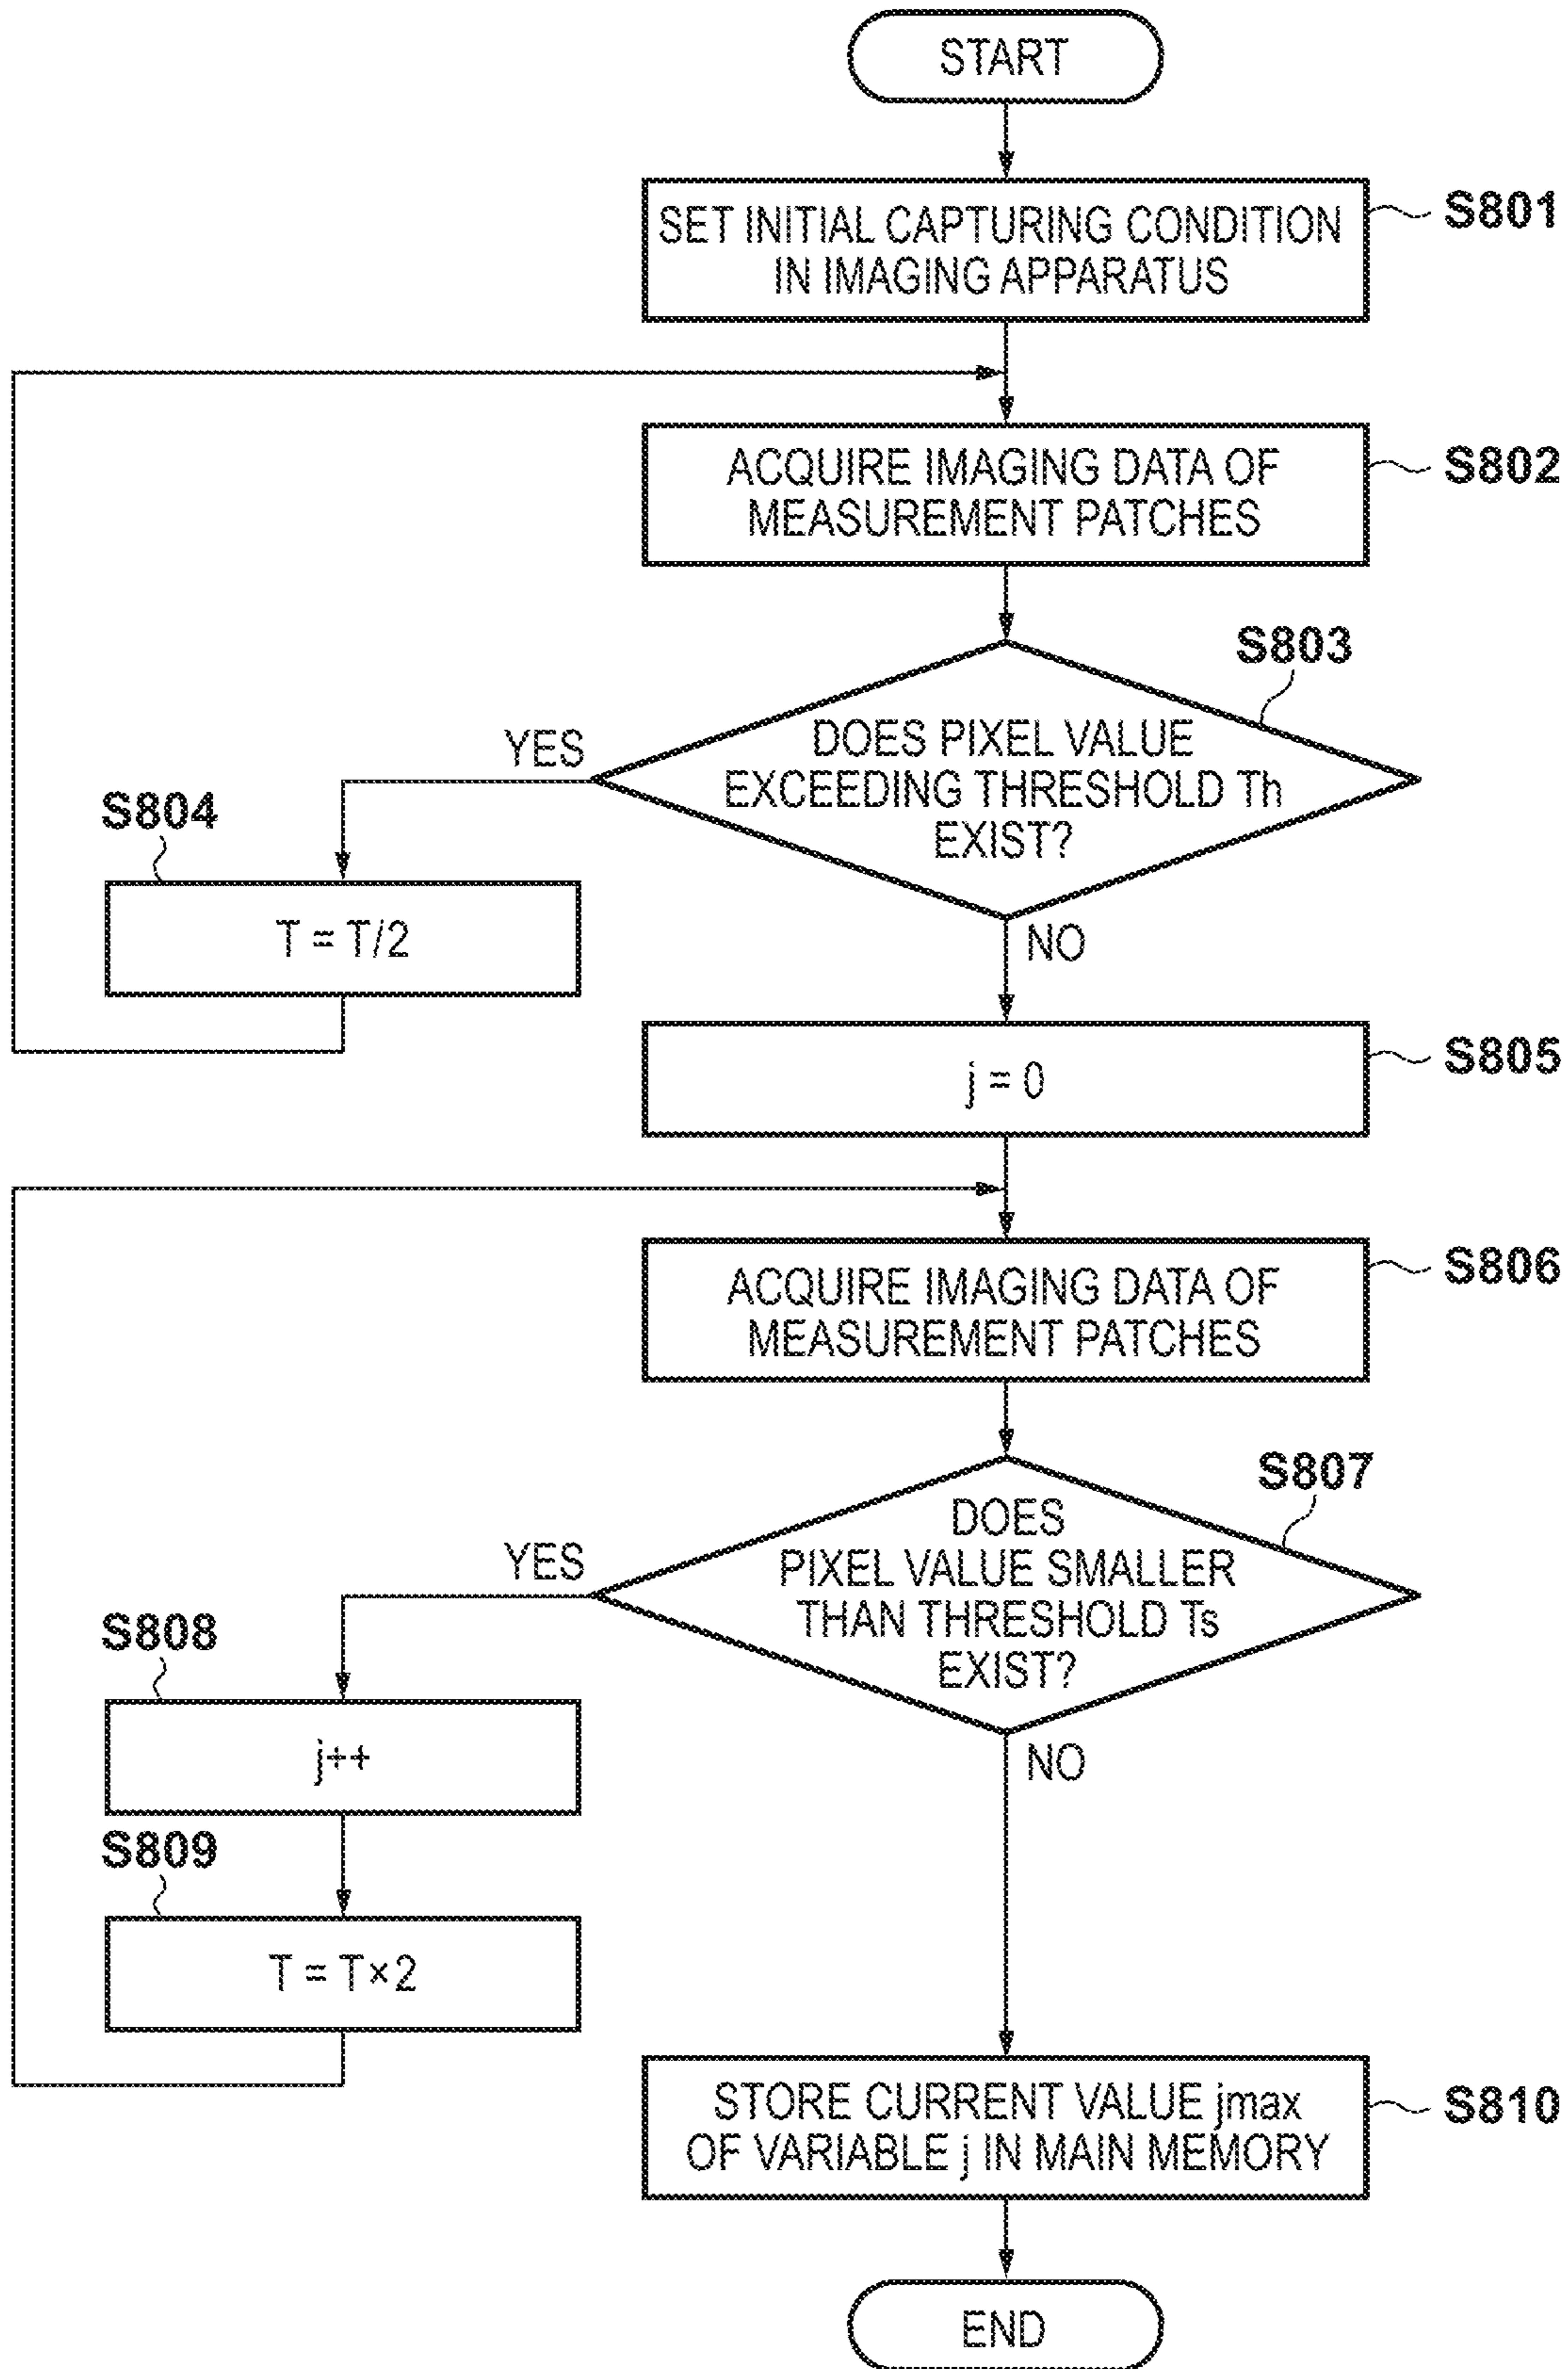 START
SET INITIAL CAPTURING CONDITION
IN IMAGING APPARATUS
S801
ACQUIRE IMAGING DATA OF
MEASUREMENT PATCHES
S802
S803
DOES PIXEL VALUE
EXCEEDING THRESHOLD Th
EXIST?
YES
S804
T = T/2
NO
j = 0
S805
ACQUIRE IMAGING DATA OF
MEASUREMENT PATCHES
S806
S807
DOES
PIXEL VALUE SMALLER
THAN THRESHOLD Ts
EXIST?
YES
S808
j++
S809
T = T×2
NO
STORE CURRENT VALUE jmax
OF VARIABLE j IN MAIN MEMORY
S810
END